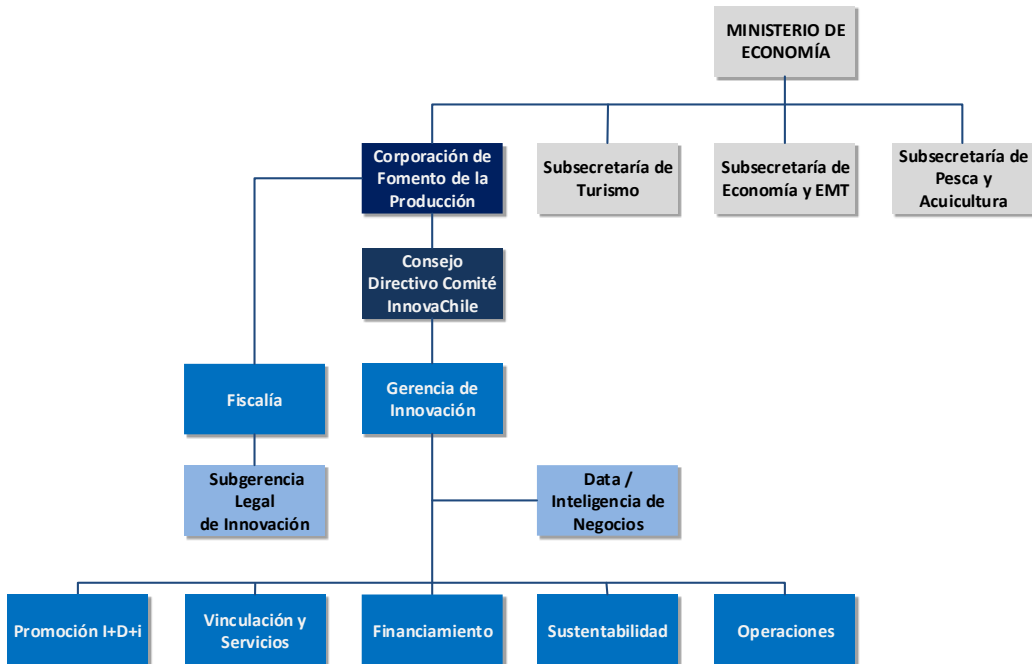 MINISTERIO DE
ECONOMÍA
Corporación de
Fomento de la
Producción
Subsecretaría de
Turismo
Subsecretaría de
Economía y EMT
Subsecretaría de
Pesca y
Acuicultura
Consejo
Directivo Comité
InnovaChile
Fiscalía
Gerencia de
Innovación
Subgerencia
Legal
de Innovación
Data /
Inteligencia de
Negocios
Promoción I+D+i
Vinculación y
Servicios
Financiamiento
Sustentabilidad
Operaciones